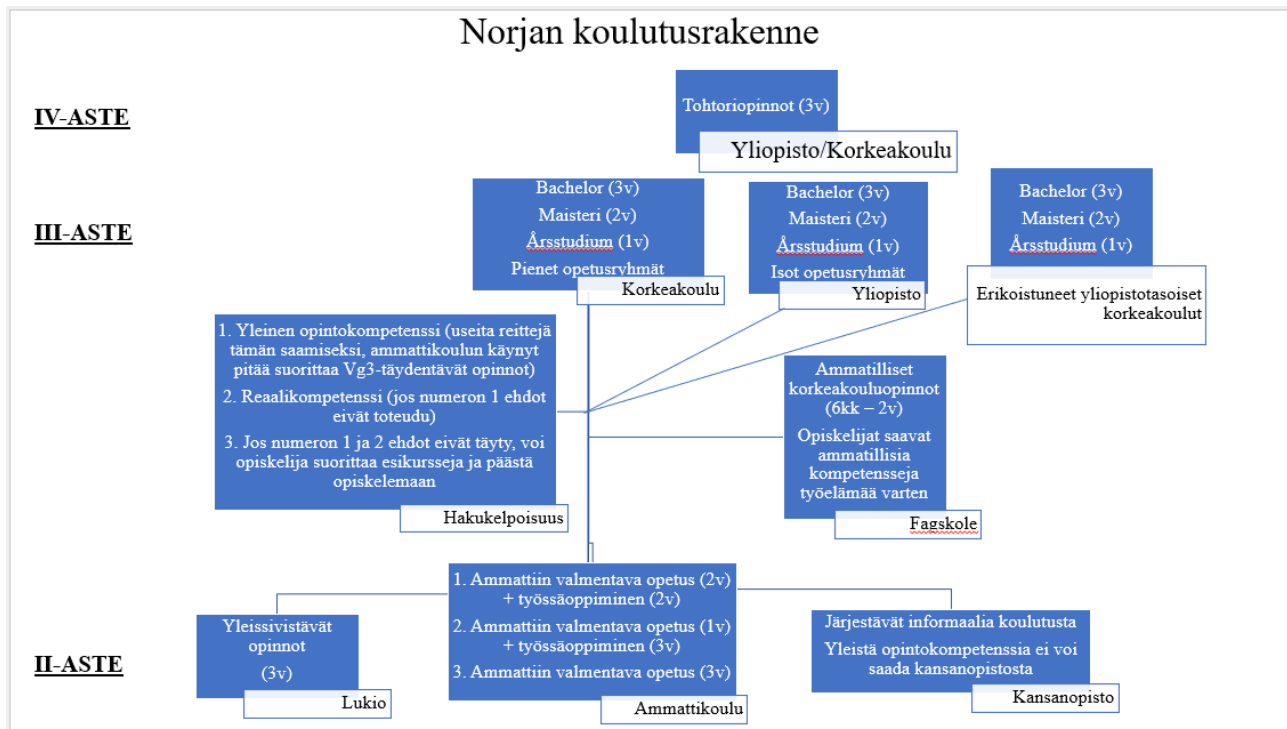 Norjan koulutusrakenne
IV-ASTE
Tohtoriopinnot (3v)
Yliopisto/Korkeakoulu
III-ASTE
Bachelor (3v)
Maisteri (2v)
Årsstudium (1v)
Pienet opetusryhmät
Korkeakoulu
Bachelor (3v)
Maisteri (2v)
Årsstudium (1v)
Isot opetusryhmät
Yliopisto
Bachelor (3v)
Maisteri (2v)
Årsstudium (1v)
Erikoistuneet yliopistotasoiset
korkeakoulut
1. Yleinen opintokompetenssi (useita reittejä
tämän saamiseksi, ammattikoulun käynyt
pitää suorittaa Vg3-täydentävät opinnot)
2. Reaalikompetenssi (jos numeron 1 ehdot
eivät toteudu)
3. Jos numeron 1 ja 2 ehdot eivät täyty, voi
opiskelija suorittaa esikursseja ja päästä
opiskelemaan
Hakukelpoisuus
Ammatilliset
korkeakouluopinnot
(6kk – 2v)
Opiskelijat saavat
ammatillisia
kompetensseja
työelämää varten
Fagskole
II-ASTE
Yleissivistävät
opinnot
(3v)
Lukio
1. Ammattiin valmentava opetus (2v)
+ työssäoppiminen (2v)
2. Ammattiin valmentava opetus (1v)
+ työssäoppiminen (3v)
3. Ammattiin valmentava opetus (3v)
Ammattikoulu
Järjestävät informaalia koulutusta
Yleistä opintokompetenssia ei voi
saada kansanopistosta
Kansanopisto